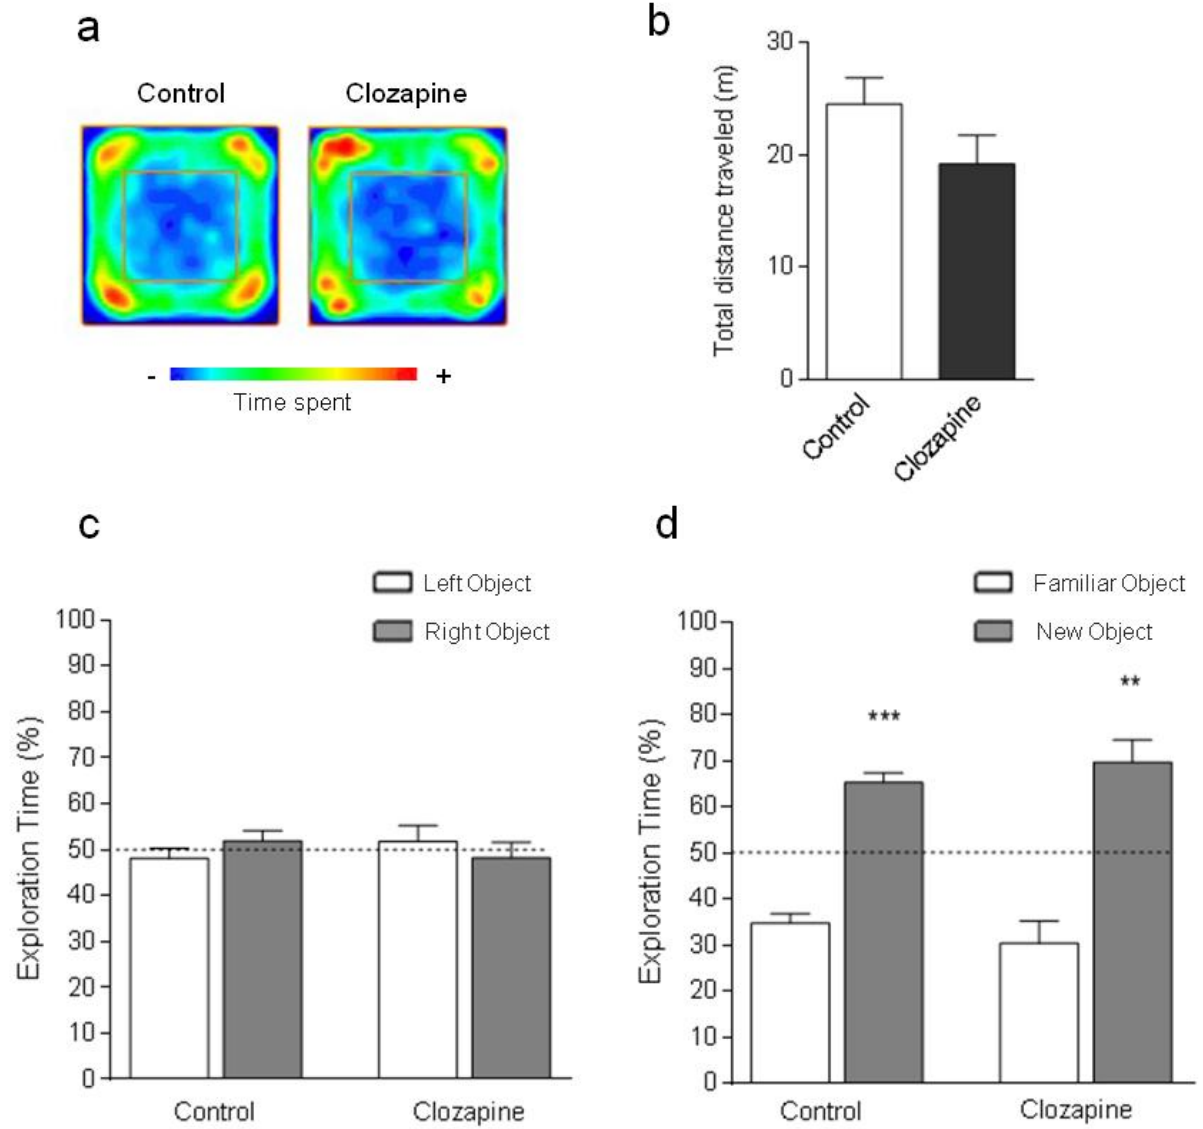 a
Control
Clozapine
- +
Time spent
b
Total distance traveled (m)
30
20
10
0
Control
Clozapine
c
Left Object
Right Object
Exploration Time (%)
100
90
80
70
60
50
40
30
20
10
0
Control
Clozapine
d
Familiar Object
New Object
Exploration Time (%)
100
90
80
70
60
50
40
30
20
10
0
***
**
Control
Clozapine